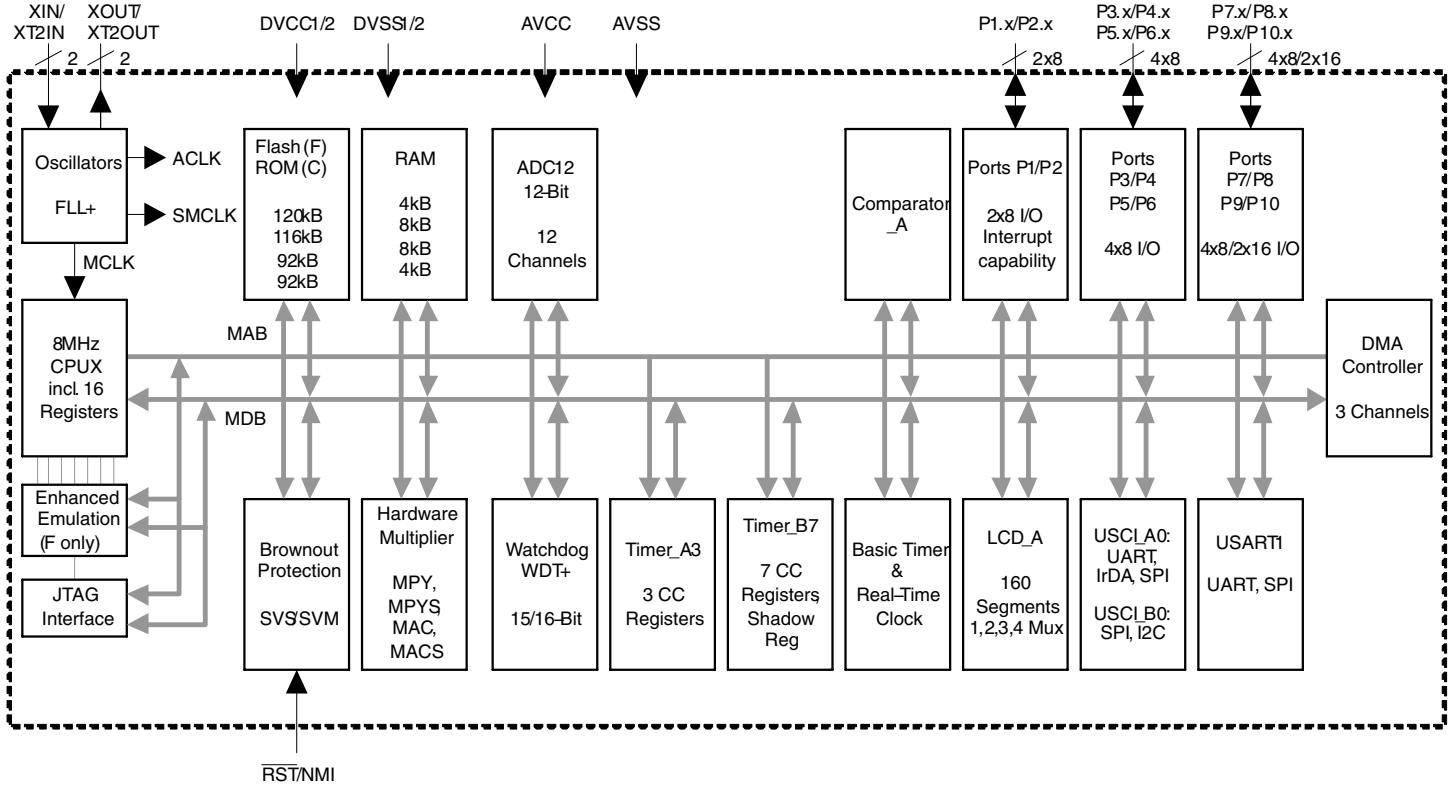 XIN/
XT2IN
XOUT/
XT2OUT
2
2
DVCC1/2
DVSS1/2
AVCC
AVSS
P1.x/P2.x
2x8
P3.x/P4.x
P5.x/P6.x
4x8
P7.x/P8.x
P9.x/P10.x
4x8/2x16
Oscillators
FLL+
ACLK
SMCLK
MCLK
Flash (F)
ROM (C)
120kB
116kB
92kB
92kB
RAM
4kB
8kB
8kB
4kB
ADC12
12-Bit
12
Channels
Comparator
_A
Ports P1/P2
2x8 I/O
Interrupt
capability
Ports
P3/P4
P5/P6
4x8 I/O
Ports
P7/P8
P9/P10
4x8/2x16 I/O
8MHz
CPUX
incl. 16
Registers
MAB
MDB
DMA
Controller
3 Channels
Enhanced
Emulation
(F only)
JTAG
Interface
Brownout
Protection
SVS/SVM
Hardware
Multiplier
MPY,
MPYS,
MAC,
MACS
Watchdog
WDT+
15/16-Bit
Timer_A3
3 CC
Registers
Timer_B7
7 CC
Registers,
Shadow
Reg
Basic Timer
&
Real-Time
Clock
LCD_A
160
Segments
1,2,3,4 Mux
USCI_A0:
UART,
IrDA, SPI
USCI_B0:
SPI, I2C
USART1
UART, SPI
RST/NMI